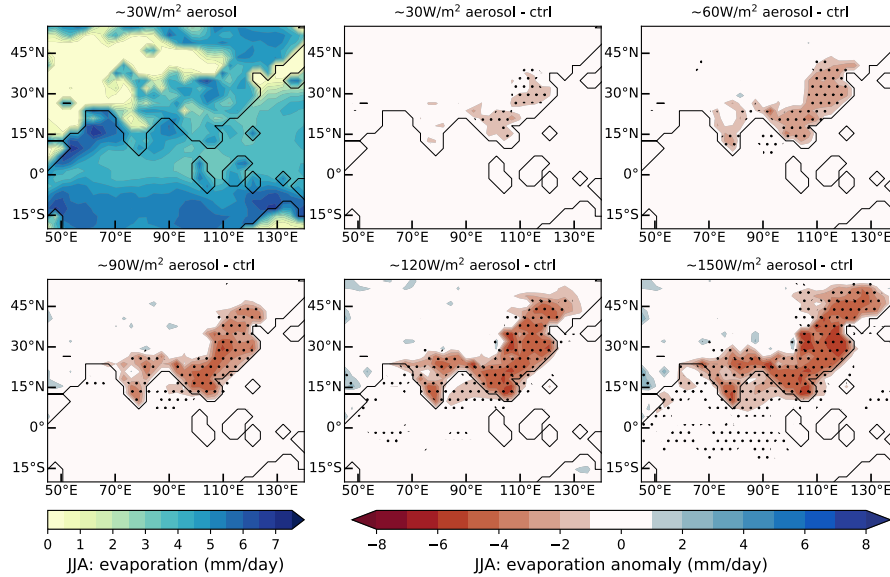 ~30W/m² aerosol
~30W/m² aerosol - ctrl
~60W/m² aerosol - ctrl
45°N
30°N
15°N
0°
15°S
50°E
70°E
90°E
110°E
130°E
50°E
70°E
90°E
110°E
130°E
50°E
70°E
90°E
110°E
130°E
~90W/m² aerosol - ctrl
~120W/m² aerosol - ctrl
~150W/m² aerosol - ctrl
45°N
30°N
15°N
0°
15°S
50°E
70°E
90°E
110°E
130°E
50°E
70°E
90°E
110°E
130°E
50°E
70°E
90°E
110°E
130°E
0 1 2 3 4 5 6 7
JJA: evaporation (mm/day)
−8 −6 −4 −2 0 2 4 6 8
JJA: evaporation anomaly (mm/day)